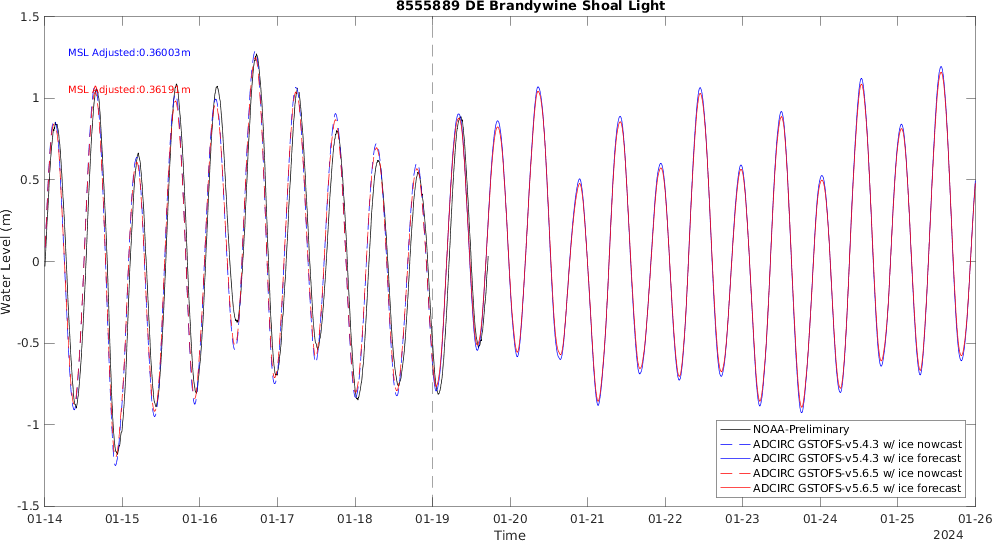 8555889 DE Brandywine Shoal Light
MSL Adjusted:0.36003m
MSL Adjusted:0.36191m
Water Level (m)
1.5
1
0.5
0
-0.5
-1
-1.5
NOAA-Preliminary
ADCIRC GSTOFS-v5.4.3 w/ ice nowcast
ADCIRC GSTOFS-v5.4.3 w/ ice forecast
ADCIRC GSTOFS-v5.6.5 w/ ice nowcast
ADCIRC GSTOFS-v5.6.5 w/ ice forecast
01-14 01-15 01-16 01-17 01-18 01-19 01-20 01-21 01-22 01-23 01-24 01-25 01-26
Time
2024